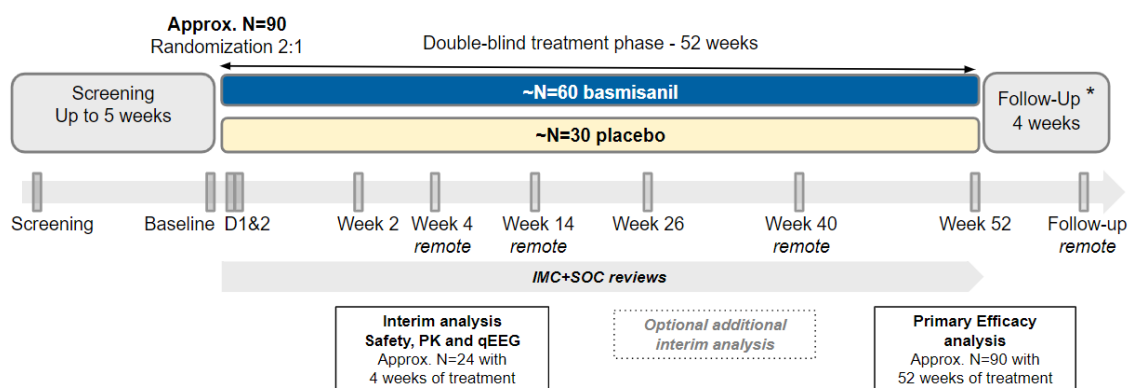 Approx. N=90
Randomization 2:1
Double-blind treatment phase - 52 weeks
Screening
Up to 5 weeks
~N=60 basmisanil
~N=30 placebo
Follow-Up *
4 weeks
Screening
Baseline
D1&2
Week 2
Week 4
remote
Week 14
remote
Week 26
Week 40
remote
Week 52
Follow-up
remote
IMC+SOC reviews
Interim analysis
Safety, PK and qEEG
Approx. N=24 with
4 weeks of treatment
Optional additional
interim analysis
Primary Efficacy
analysis
Approx. N=90 with
52 weeks of treatment